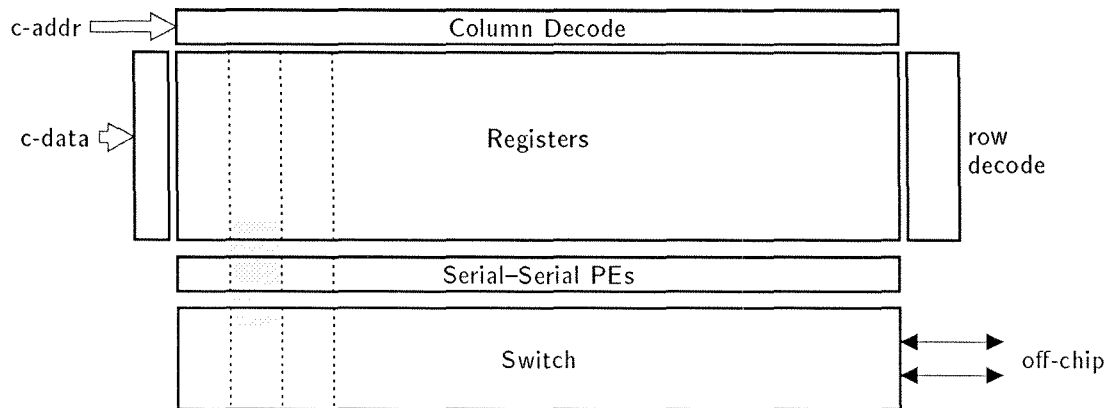 c-addr
Column Decode
c-data
Registers
row
decode
Serial–Serial PEs
Switch
off-chip